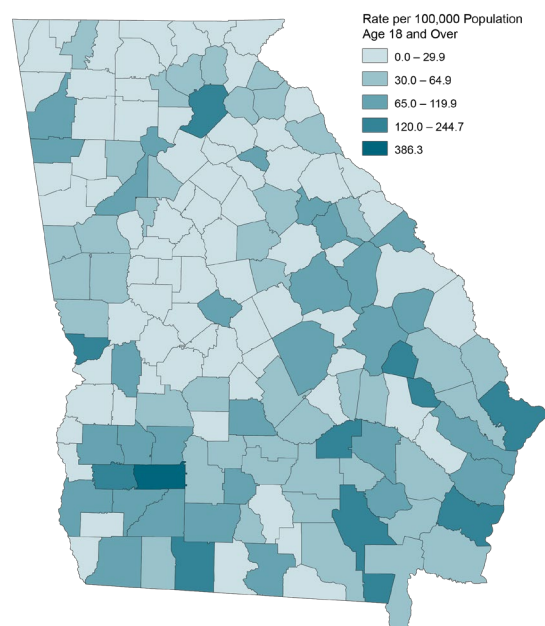 Rate per 100,000 Population
Age 18 and Over
0.0 – 29.9
30.0 – 64.9
65.0 – 119.9
120.0 – 244.7
386.3